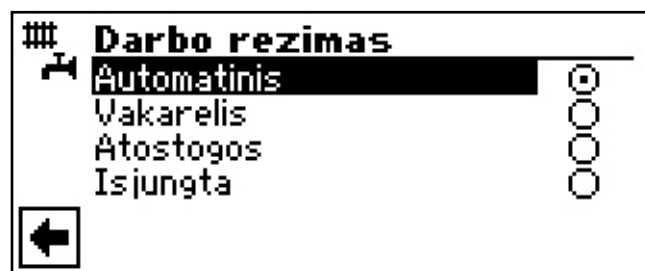 Darbo rezimas
Automatinis
Vakarelis
Atostogos
Isjungta